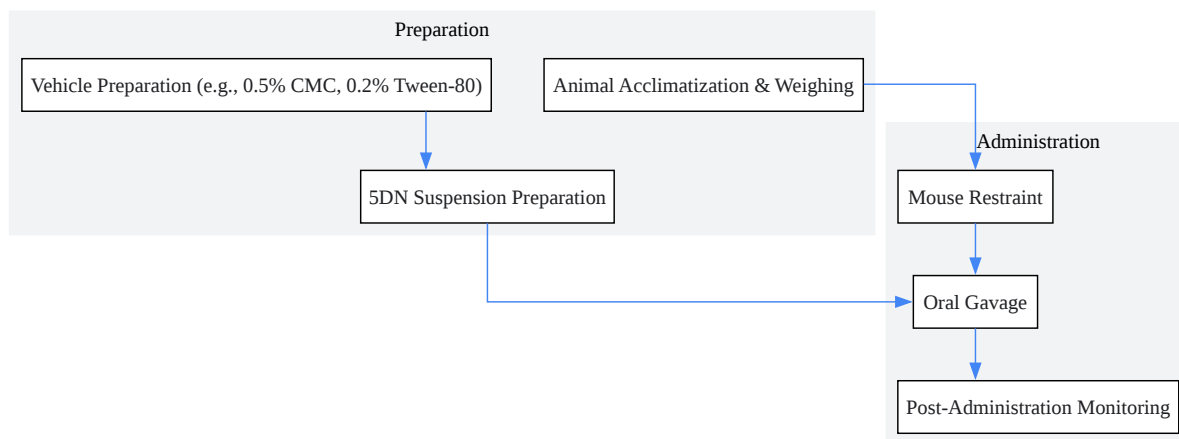 Preparation
Vehicle Preparation (e.g., 0.5% CMC, 0.2% Tween-80)
Animal Acclimatization & Weighing
5DN Suspension Preparation
Administration
Mouse Restraint
Oral Gavage
Post-Administration Monitoring